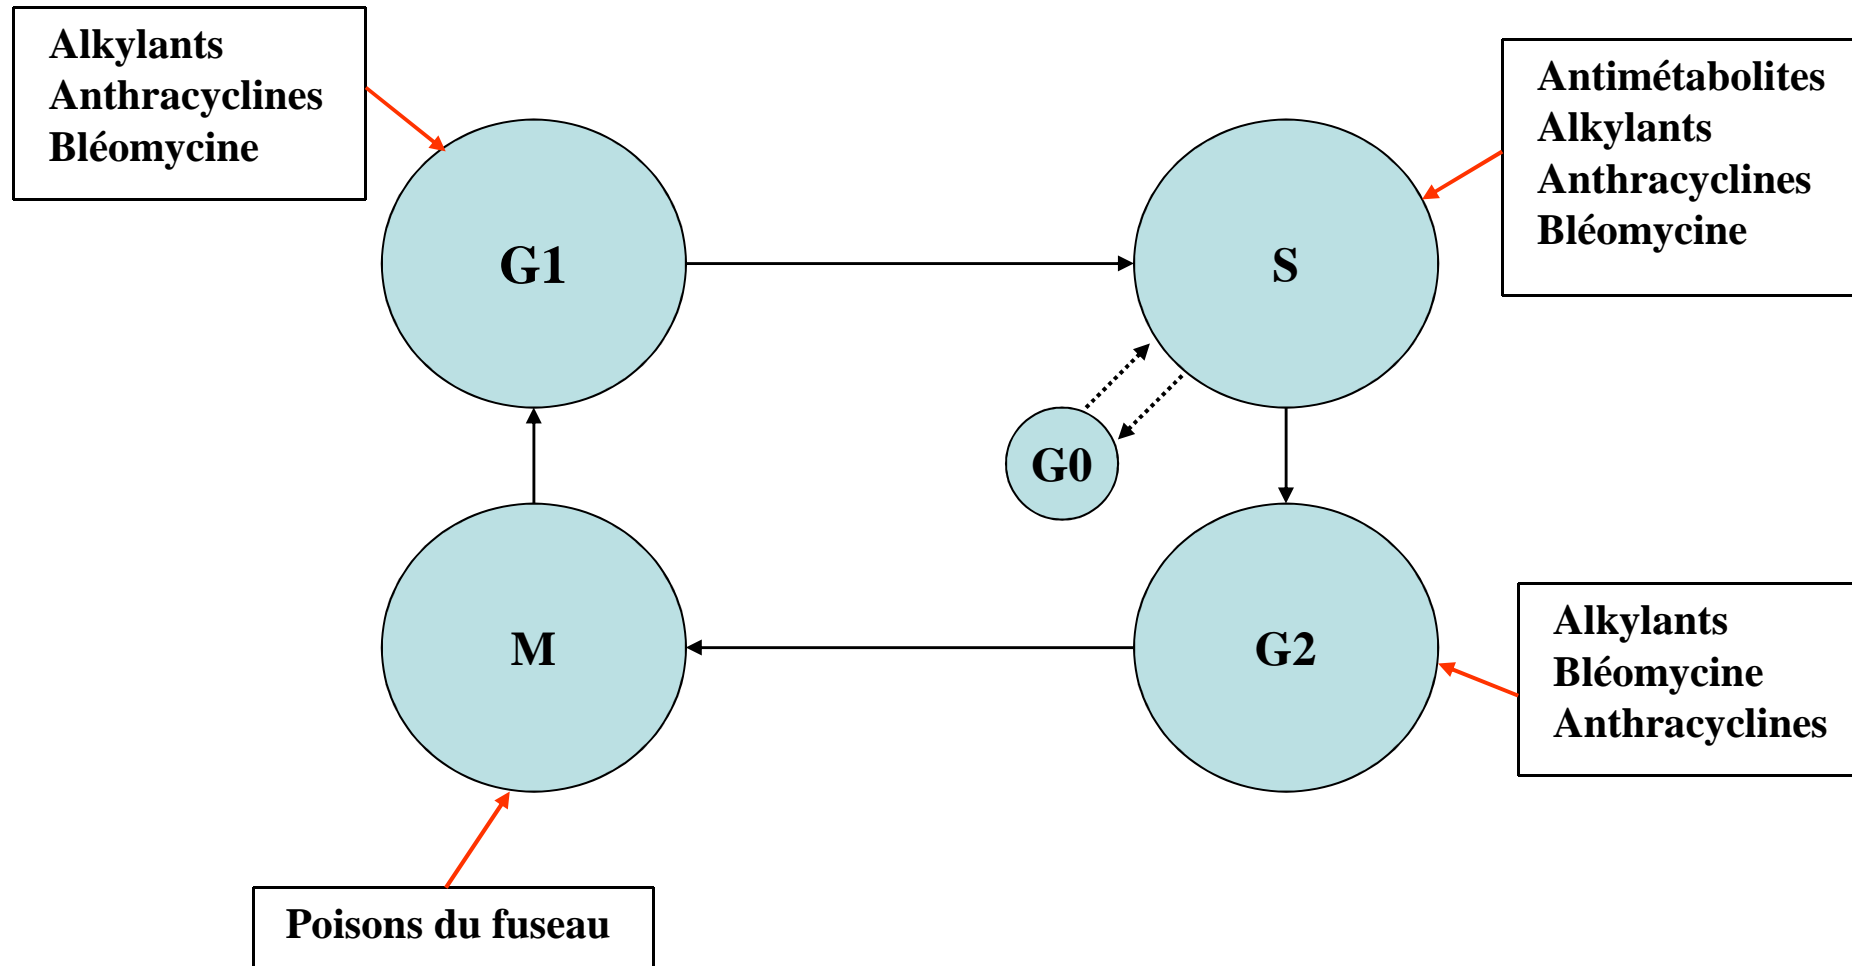 Alkylants
Anthracyclines
Bléomycine
Antimétabolites
Alkylants
Anthracyclines
Bléomycine
G1
S
G0
M
G2
Alkylants
Bléomycine
Anthracyclines
Poisons du fuseau